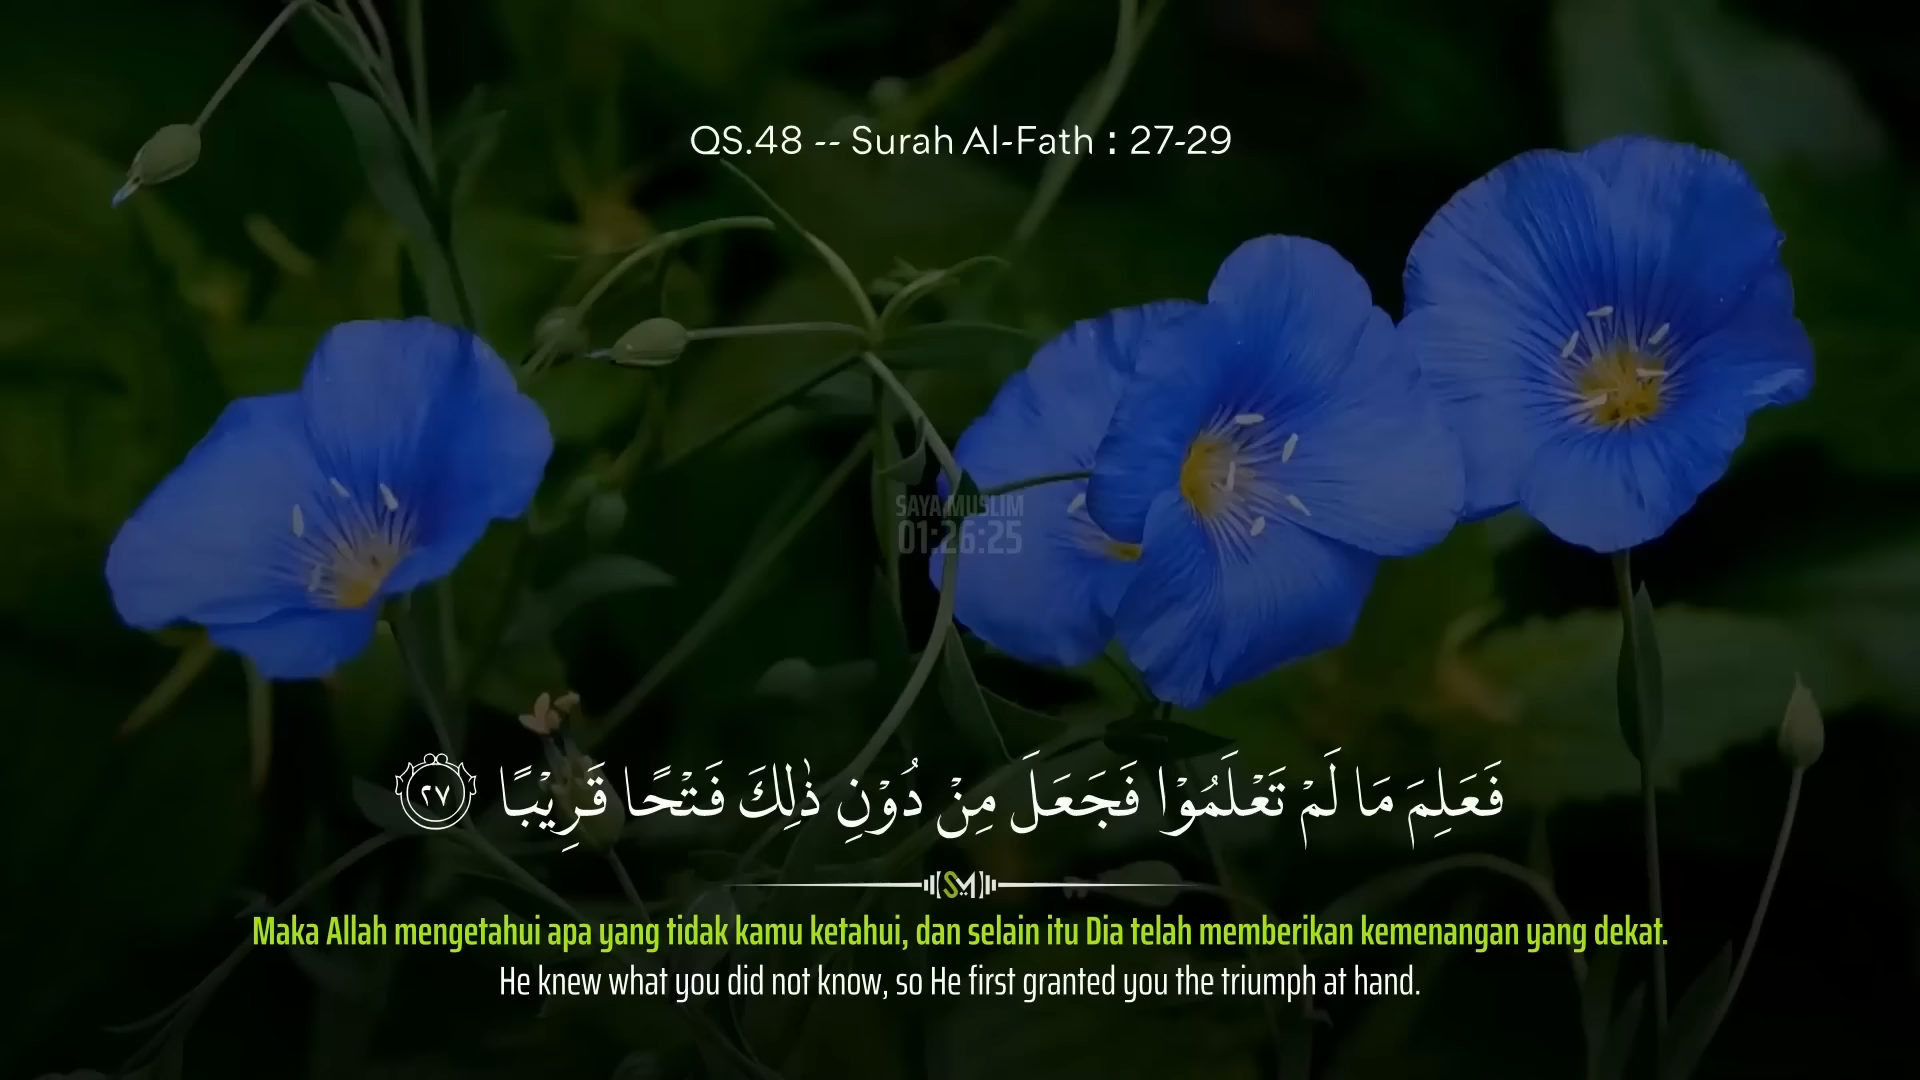 QS.48 -- Surah Al-Fath : 27-29
SAYA MUSLIM
01:26:25
فَعَلِمَ مَا لَمْ تَعْلَمُوْا فَجَعَلَ مِنْ دُوْنِ ذٰلِكَ فَتْحًا قَرِيْبًا ٢٧
SM
Maka Allah mengetahui apa yang tidak kamu ketahui, dan selain itu Dia telah memberikan kemenangan yang dekat.
He knew what you did not know, so He first granted you the triumph at hand.